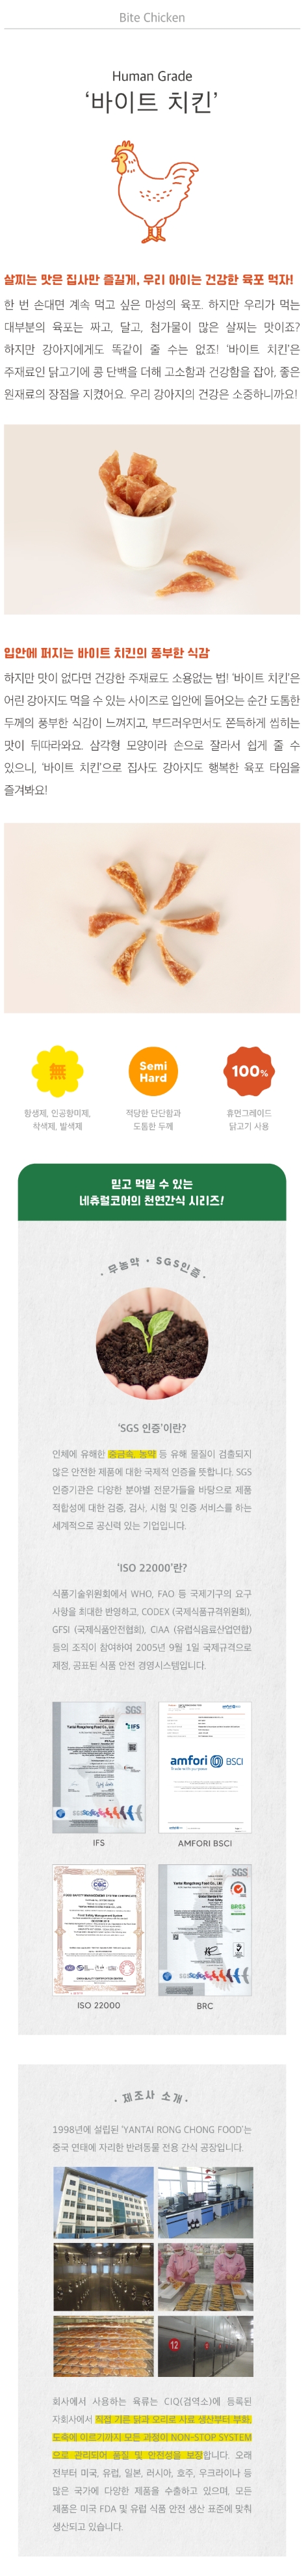 Bite Chicken
Human Grade
‘바이트 치킨’
살찌는 맛은 집사만 즐길게, 우리 아이는 건강한 육포 먹자!
한 번 손대면 계속 먹고 싶은 마성의 육포. 하지만 우리가 먹는
대부분의 육포는 짜고, 달고, 첨가물이 많은 살찌는 맛이죠?
하지만 강아지에게도 똑같이 줄 수는 없죠! ‘바이트 치킨’은
주재료인 닭고기에 콩 단백을 더해 고소함과 건강함을 잡아, 좋은
원재료의 장점을 지켰어요. 우리 강아지의 건강은 소중하니까요!
입안에 퍼지는 바이트 치킨의 풍부한 식감
하지만 맛이 없다면 건강한 주재료도 소용없는 법! ‘바이트 치킨’은
어린 강아지도 먹을 수 있는 사이즈로 입안에 들어오는 순간 도톰한
두께의 풍부한 식감이 느껴지고, 부드러우면서도 쫀득하게 씹히는
맛이 뒤따라와요. 삼각형 모양이라 손으로 잘라서 쉽게 줄 수
있으니, ‘바이트 치킨’으로 집사도 강아지도 행복한 육포 타임을
즐겨봐요!
無
Semi
Hard
100%
항생제, 인공향미제,
착색제, 발색제
적당한 단단함과
도톰한 두께
휴먼그레이드
닭고기 사용
믿고 먹일 수 있는
네츄럴코어의 천연간식 시리즈!
· 무농약 · SGS인증 ·
‘SGS 인증’이란?
인체에 유해한 중금속, 농약 등 유해 물질이 검출되지
않은 안전한 제품에 대한 국제적 인증을 뜻합니다. SGS
인증기관은 다양한 분야별 전문가들을 바탕으로 제품
적합성에 대한 검증, 검사, 시험 및 인증 서비스를 하는
세계적으로 공신력 있는 기업입니다.
‘ISO 22000’란?
식품기술위원회에서 WHO, FAO 등 국제기구의 요구
사항을 최대한 반영하고, CODEX (국제식품규격위원회),
GFSI (국제식품안전협회), CIAA (유럽식음료산업연합)
등의 조직이 참여하여 2005년 9월 1일 국제규격으로
제정, 공표된 식품 안전 경영시스템입니다.
SGS
IFS
amfori BSCI
IFS
AMFORI BSCI
CQC
SGS
BRCS
ISO 22000
BRC
· 제조사 소개 ·
1998년에 설립된 ‘YANTAI RONG CHONG FOOD’는
중국 연태에 자리한 반려동물 전용 간식 공장입니다.
12
회사에서 사용하는 육류는 CIQ(검역소)에 등록된
자회사에서 직접 기른 닭과 오리로 사료 생산부터 부화,
도축에 이르기까지 모든 과정이 NON-STOP SYSTEM
으로 관리되어 품질 및 안전성을 보장합니다. 오래
전부터 미국, 유럽, 일본, 러시아, 호주, 우크라이나 등
많은 국가에 다양한 제품을 수출하고 있으며, 모든
제품은 미국 FDA 및 유럽 식품 안전 생산 표준에 맞춰
생산되고 있습니다.